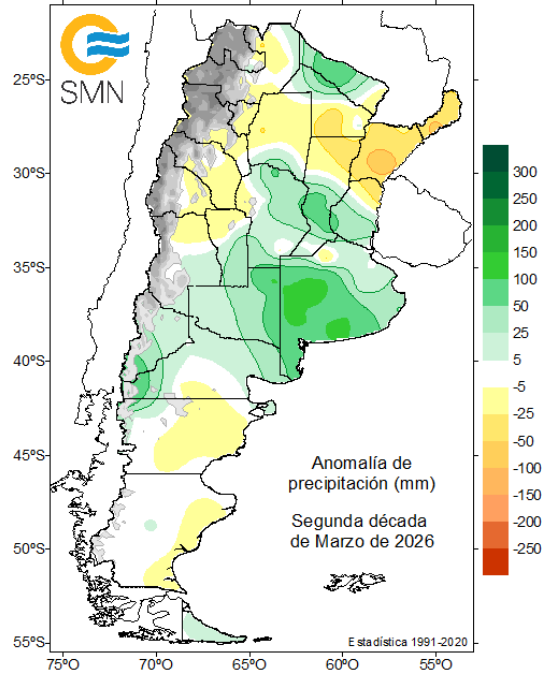 SMN
25ºS
30ºS
35ºS
40ºS
45ºS
50ºS
55ºS
75ºO
70ºO
65ºO
60ºO
55ºO
Anomalía de
precipitación (mm)
Segunda década
de Marzo de 2026
Estadística 1991-2020
300
250
200
150
100
50
25
5
-5
-25
-50
-100
-150
-200
-250